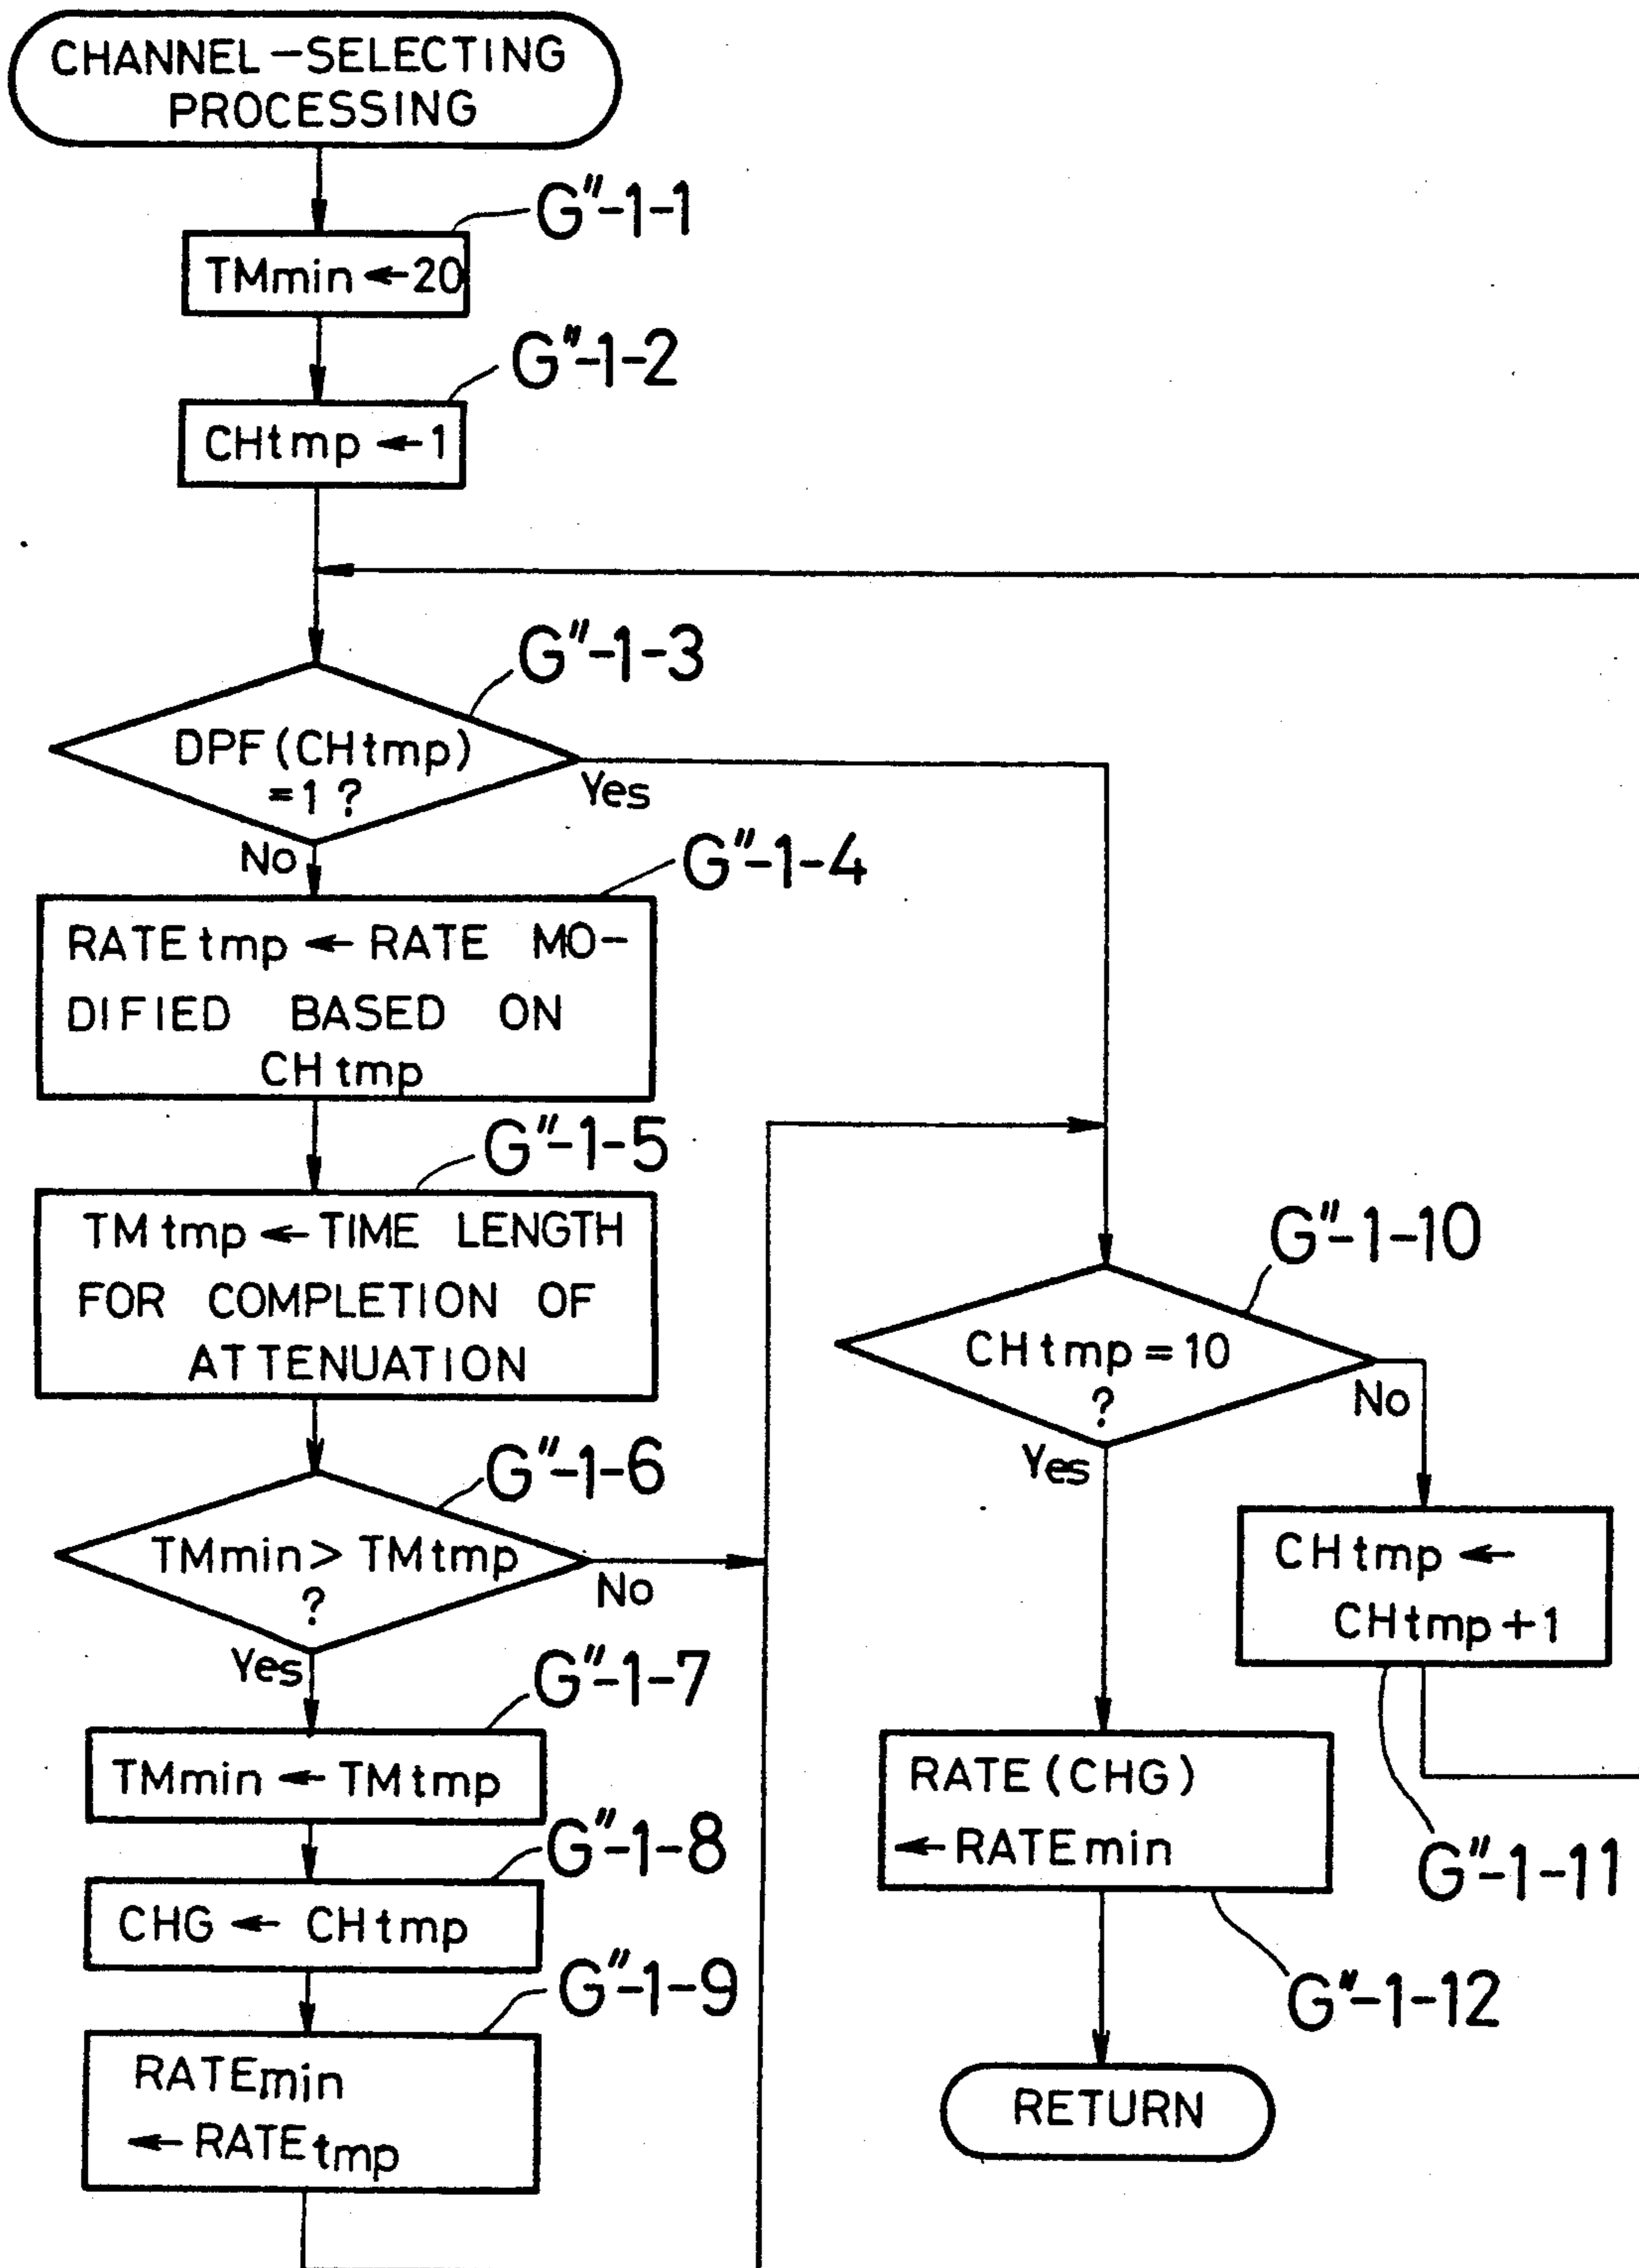 CHANNEL-SELECTING
PROCESSING
G"-1-1
TMmin ←20
G"-1-2
CHtmp ←1
G"-1-3
DPF(CHtmp)
=1 ?
Yes
No
G"-1-4
RATEtmp ← RATE MO-
DIFIED BASED ON
CHtmp
G"-1-5
TMtmp ← TIME LENGTH
FOR COMPLETION OF
ATTENUATION
G"-1-6
TMmin > TMtmp
?
No
Yes
G"-1-7
TMmin ← TMtmp
G"-1-8
CHG ← CHtmp
G"-1-9
RATEmin
← RATEtmp
G"-1-10
CHtmp = 10
?
No
Yes
CHtmp ←
CHtmp + 1
G"-1-11
RATE (CHG)
← RATEmin
G"-1-12
RETURN